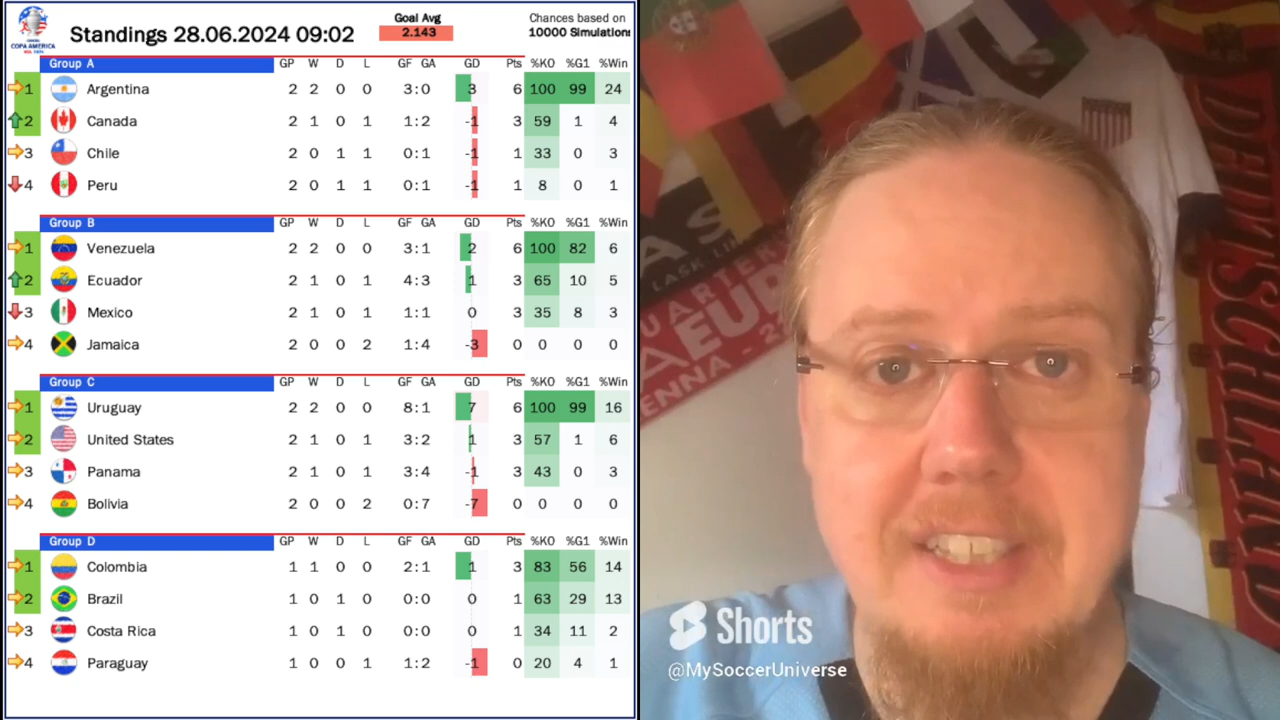 COPA AMERICA
Standings 28.06.2024 09:02
Goal Avg
2.143
Chances based on
10000 Simulations
Group A GP W D L GF GA GD Pts %KO %G1 %Win
1 Argentina 2 2 0 0 3:0 3 6 100 99 24
2 Canada 2 1 0 1 1:2 -1 3 59 1 4
3 Chile 2 0 1 1 0:1 -1 1 33 0 3
4 Peru 2 0 1 1 0:1 -1 1 8 0 1
Group B GP W D L GF GA GD Pts %KO %G1 %Win
1 Venezuela 2 2 0 0 3:1 2 6 100 82 6
2 Ecuador 2 1 0 1 4:3 1 3 65 10 5
3 Mexico 2 1 0 1 1:1 0 3 35 8 3
4 Jamaica 2 0 0 2 1:4 -3 0 0 0 0
Group C GP W D L GF GA GD Pts %KO %G1 %Win
1 Uruguay 2 2 0 0 8:1 7 6 100 99 16
2 United States 2 1 0 1 3:2 1 3 57 1 6
3 Panama 2 1 0 1 3:4 -1 3 43 0 3
4 Bolivia 2 0 0 2 0:7 -7 0 0 0 0
Group D GP W D L GF GA GD Pts %KO %G1 %Win
1 Colombia 1 1 0 0 2:1 1 3 83 56 14
2 Brazil 1 0 1 0 0:0 0 1 63 29 13
3 Costa Rica 1 0 1 0 0:0 0 1 34 11 2
4 Paraguay 1 0 0 1 1:2 -1 0 20 4 1
DEUTSCHLAND
Shorts
@MySoccerUniverse